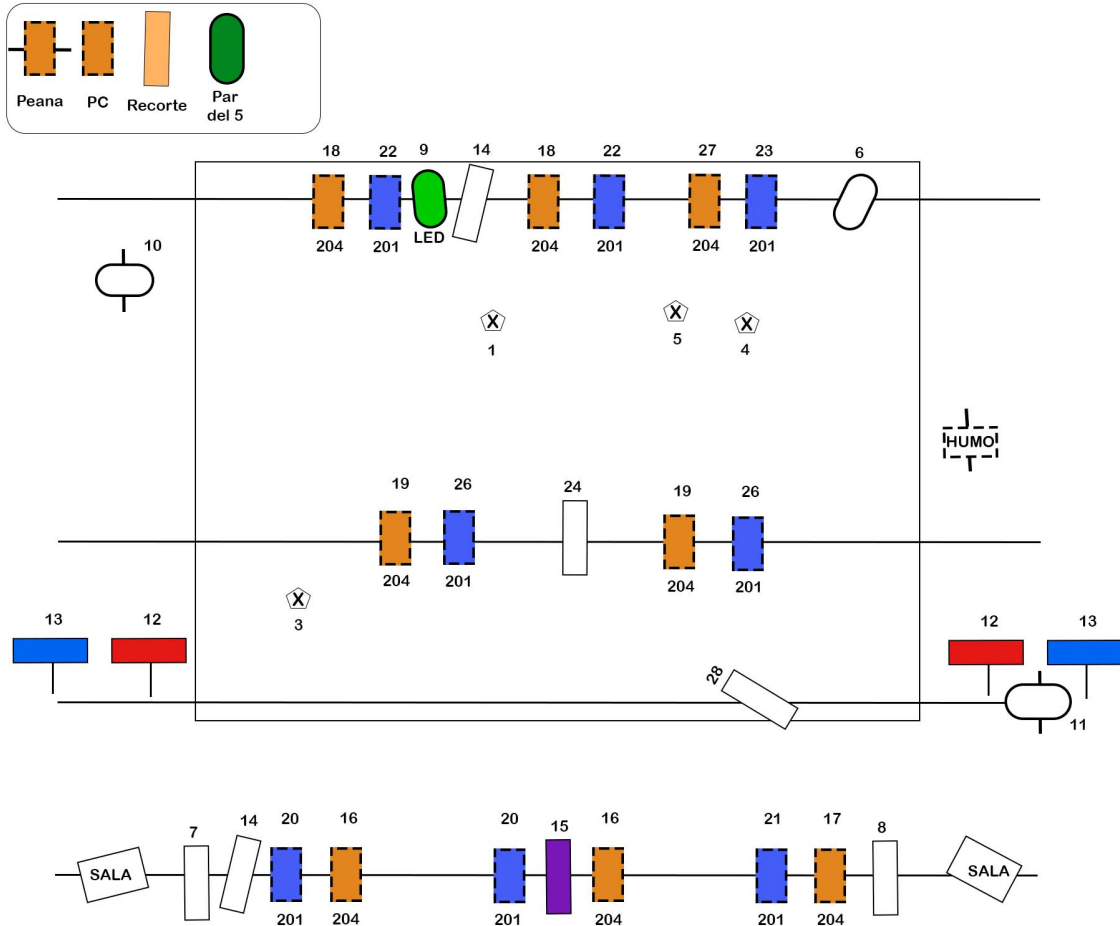 Peana PC Recorte Par del 5
18 22 9 14 18 22 27 23 6
204 201 LED 204 201 204 201
10
X X X
1 5 4
HUMO
19 26 24 19 26
204 201 204 201
X
3
13 12 12 13
28
11
7 14 20 16 20 15 16 21 17 8
SALA SALA
201 204 201 204 201 204